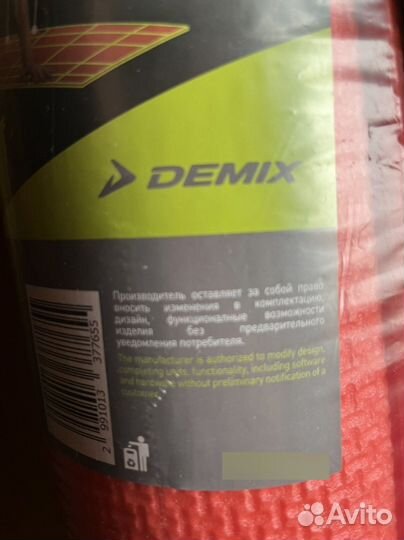 DEMIX
Производитель оставляет за собой право
вносить изменения в комплектацию,
дизайн, функциональные возможности
изделия без предварительного
уведомления потребителя.
The manufacturer is authorized to modify design,
completing units, functionality, including software
and hardware without preliminary notification of a
customer.
2 991013 377655
Avito